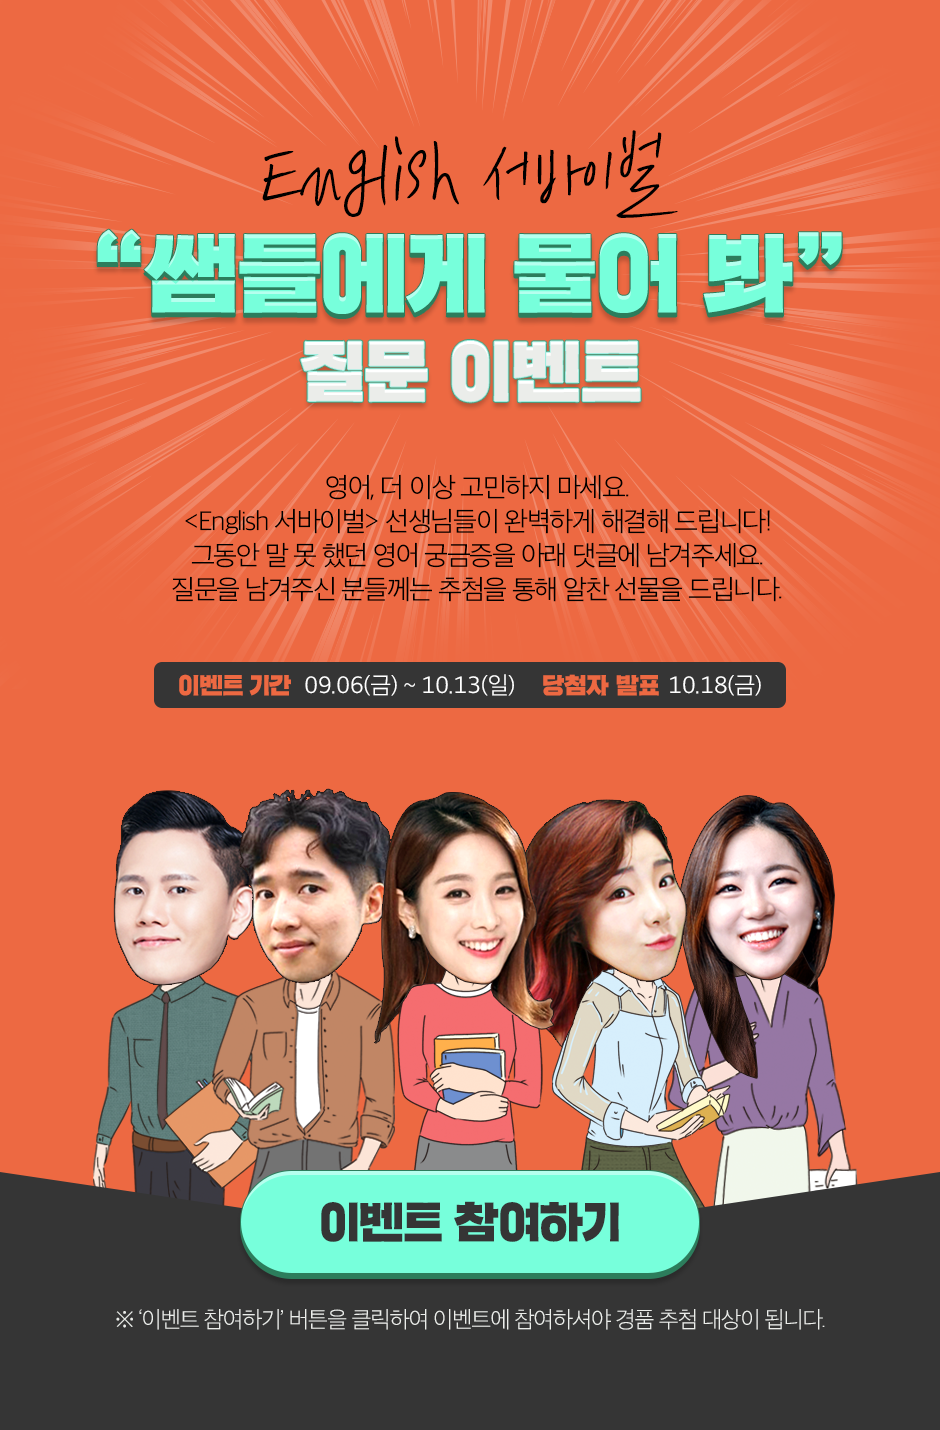 English 서바이벌
“쌤들에게 물어 봐”
질문 이벤트
영어, 더 이상 고민하지 마세요.
<English 서바이벌> 선생님들이 완벽하게 해결해 드립니다!
그동안 말 못 했던 영어 궁금증을 아래 댓글에 남겨주세요.
질문을 남겨주신 분들께는 추첨을 통해 알찬 선물을 드립니다.
이벤트 기간 09.06(금) ~ 10.13(일) 당첨자 발표 10.18(금)
이벤트 참여하기
※ ‘이벤트 참여하기’ 버튼을 클릭하여 이벤트에 참여하셔야 경품 추첨 대상이 됩니다.